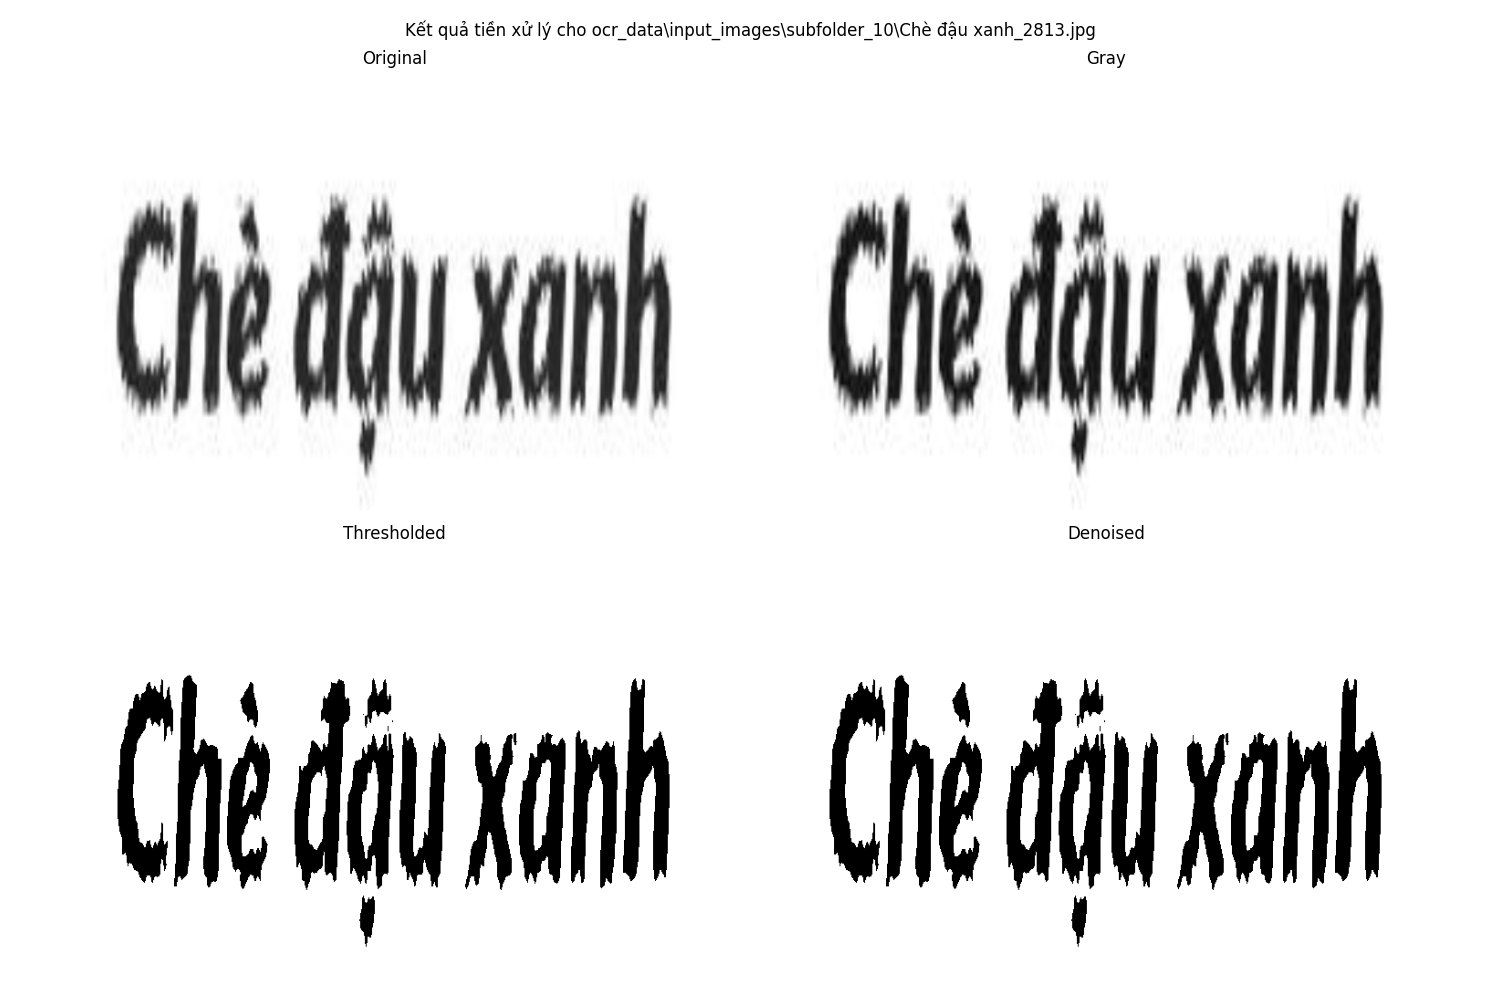 Kết quả tiền xử lý cho ocr_data\input_images\subfolder_10\Chè đậu xanh_2813.jpg
Original
Gray
Chè đậu xanh
Chè đậu xanh
Thresholded
Denoised
Chè đậu xanh
Chè đậu xanh